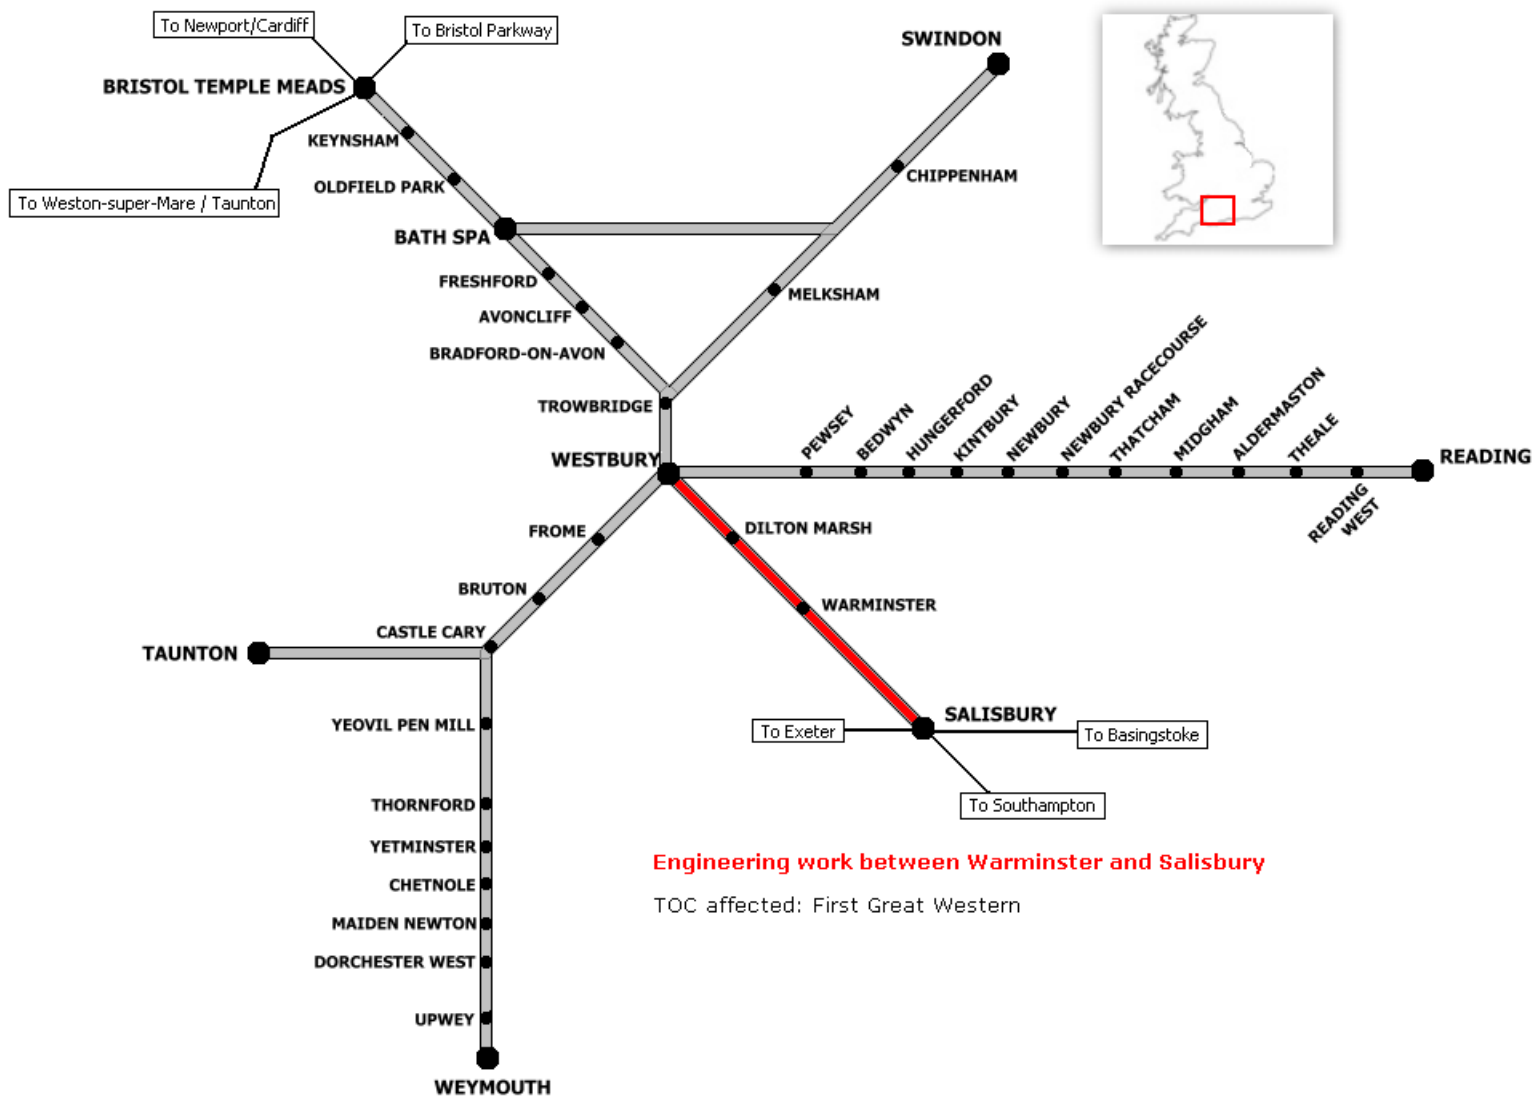 To Newport/Cardiff
To Bristol Parkway
SWINDON
BRISTOL TEMPLE MEADS
KEYNSHAM
CHIPPENHAM
OLDFIELD PARK
To Weston-super-Mare / Taunton
BATH SPA
FRESHFORD
MELKSHAM
AVONCLIFF
BRADFORD-ON-AVON
TROWBRIDGE
WESTBURY
PEWSEY
BEDWYN
HUNGERFORD
KINTBURY
NEWBURY
NEWBURY RACECOURSE
THATCHAM
MIDGHAM
ALDERMASTON
THEALE
READING
WEST
READING
FROME
DILTON MARSH
BRUTON
WARMINSTER
CASTLE CARY
TAUNTON
YEOVIL PEN MILL
SALISBURY
To Exeter
To Basingstoke
To Southampton
THORNFORD
YETMINSTER
CHETNOLE
MAIDEN NEWTON
DORCHESTER WEST
UPWEY
WEYMOUTH
Engineering work between Warminster and Salisbury
TOC affected: First Great Western